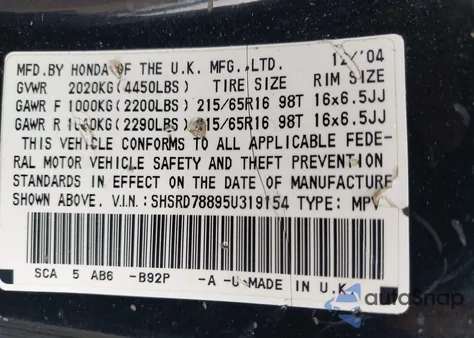 MFD.BY HONDA OF THE U.K. MFG.,LTD. 12/'04
GVWR 2020KG(4450LBS) TIRE SIZE RIM SIZE
GAWR F 1000KG(2200LBS) 215/65R16 98T 16x6.5JJ
GAWR R 1040KG(2290LBS) 215/65R16 98T 16x6.5JJ
THIS VEHICLE CONFORMS TO ALL APPLICABLE FEDE-
RAL MOTOR VEHICLE SAFETY AND THEFT PREVENTION
STANDARDS IN EFFECT ON THE DATE OF MANUFACTURE
SHOWN ABOVE. V.I.N.:SHSRD78895U319154 TYPE: MPV
SCA 5 AB6 -B92P -A -U MADE IN U.K.
autoSnap